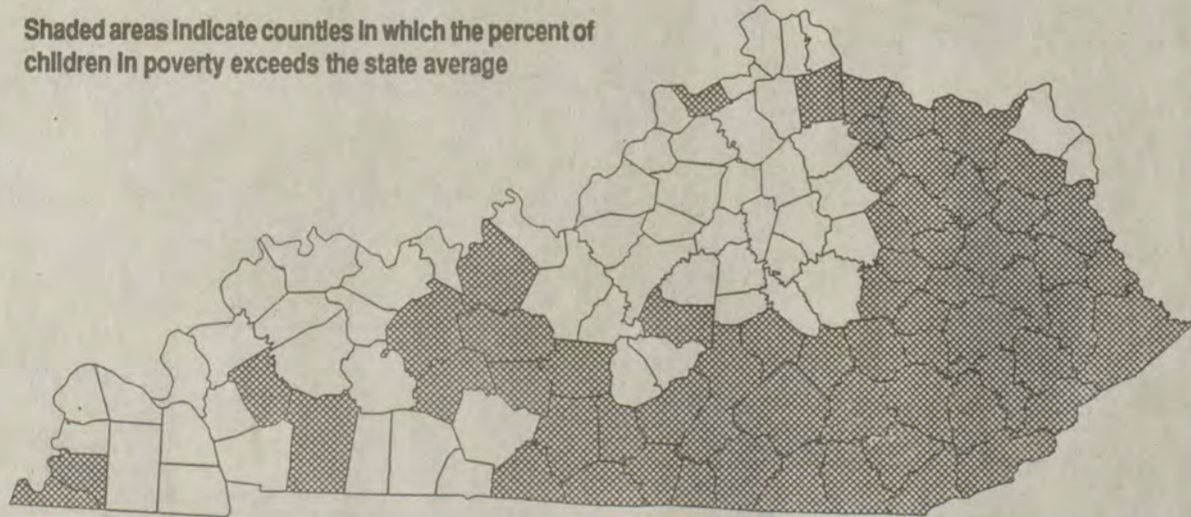 Shaded areas indicate counties in which the percent of
children in poverty exceeds the state average